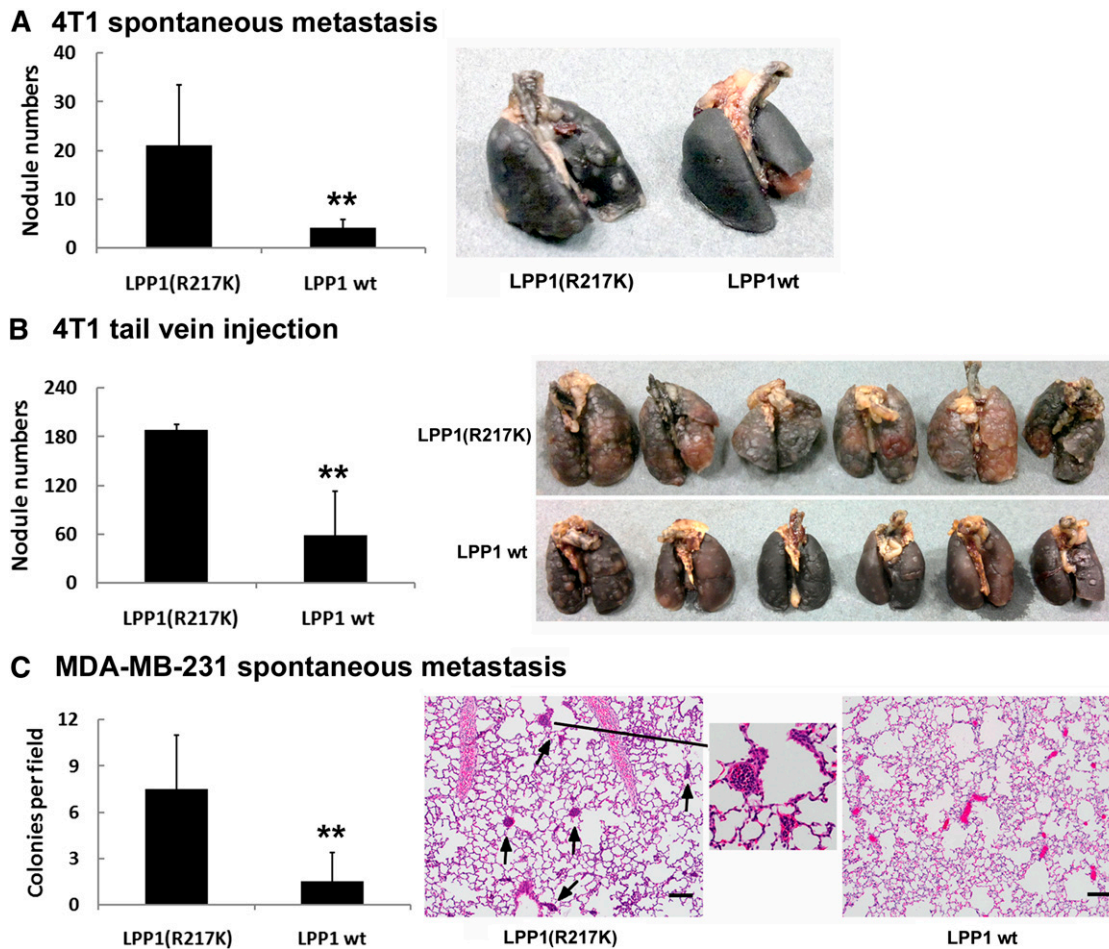 A 4T1 spontaneous metastasis
Nodule numbers
40
30
20
10
0
**
LPP1(R217K)
LPP1 wt
LPP1(R217K)
LPP1wt
B 4T1 tail vein injection
Nodule numbers
240
180
120
60
0
**
LPP1(R217K)
LPP1 wt
LPP1(R217K)
LPP1 wt
C MDA-MB-231 spontaneous metastasis
Colonies per field
12
9
6
3
0
**
LPP1(R217K)
LPP1 wt
LPP1(R217K)
LPP1 wt